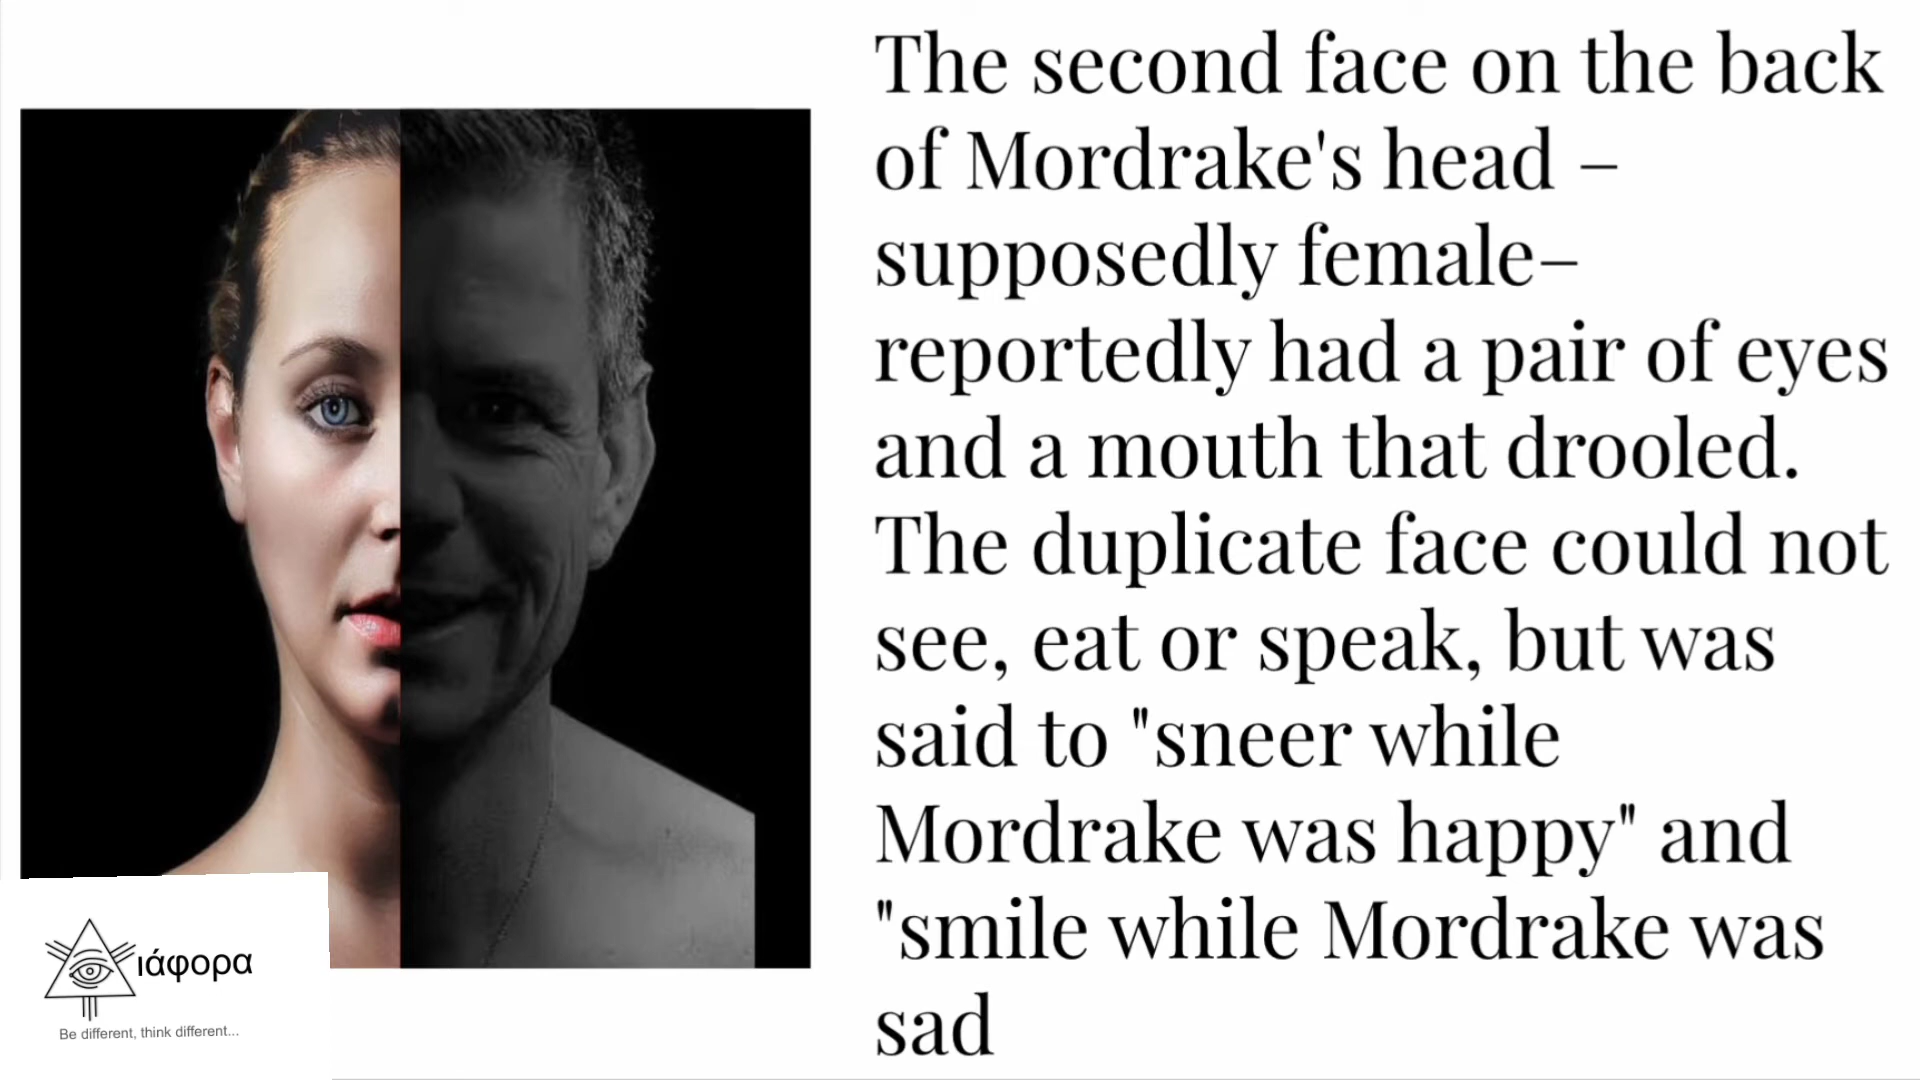 The second face on the back
of Mordrake's head –
supposedly female–
reportedly had a pair of eyes
and a mouth that drooled.
The duplicate face could not
see, eat or speak, but was
said to "sneer while
Mordrake was happy" and
"smile while Mordrake was
sad
ιάφορα
Be different, think different...